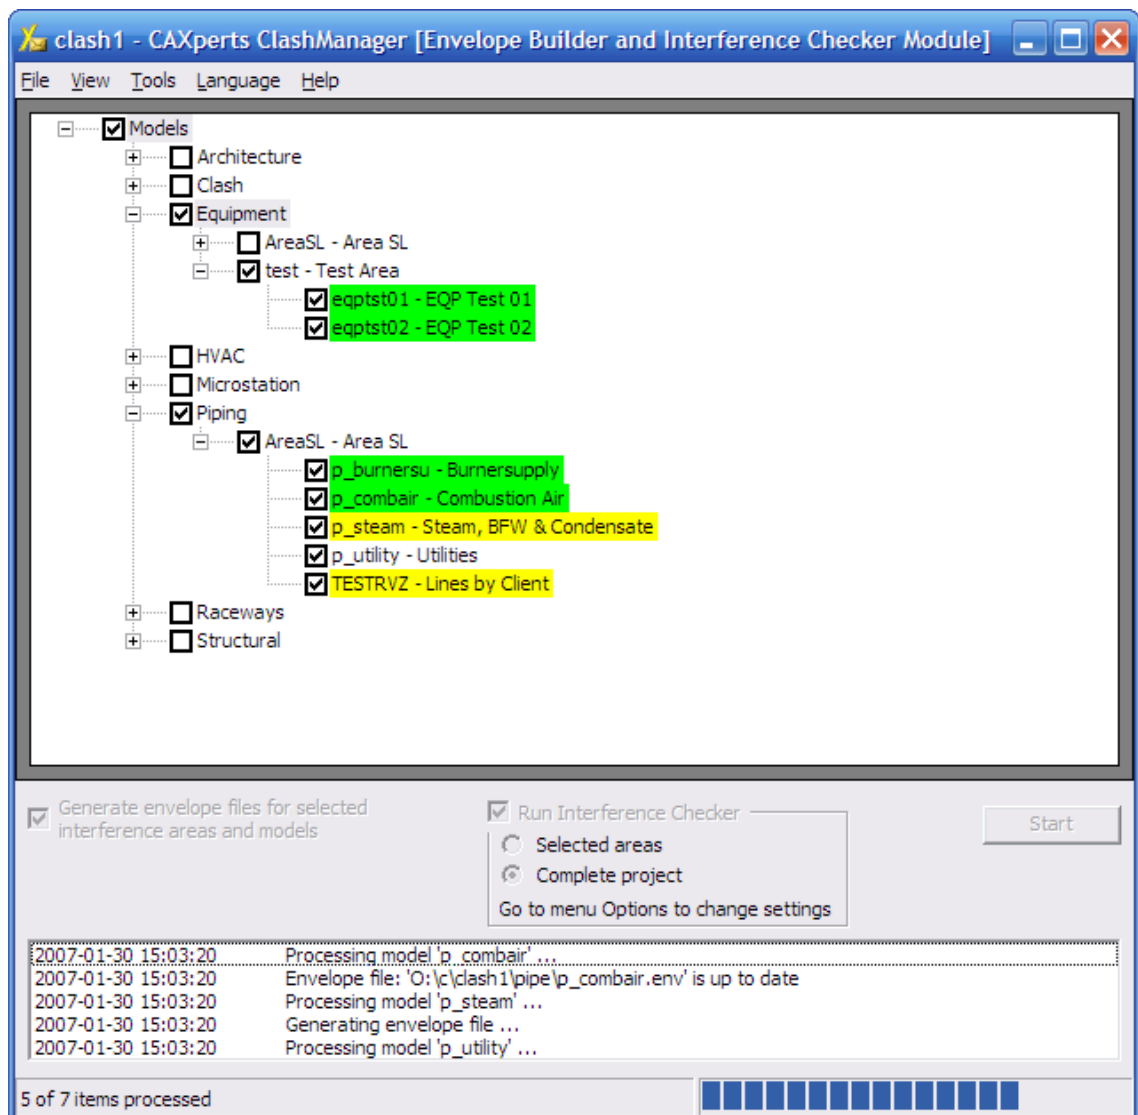 clash1 - CAXperts ClashManager [Envelope Builder and Interference Checker Module]
File View Tools Language Help
Models
Architecture
Clash
Equipment
AreaSL - Area SL
test - Test Area
eqptst01 - EQP Test 01
eqptst02 - EQP Test 02
HVAC
Microstation
Piping
AreaSL - Area SL
p_burnersu - Burnersupply
p_combair - Combustion Air
p_steam - Steam, BFW & Condensate
p_utility - Utilities
TESTRVZ - Lines by Client
Raceways
Structural
Generate envelope files for selected
interference areas and models
Run Interference Checker
Selected areas
Complete project
Go to menu Options to change settings
Start
2007-01-30 15:03:20 Processing model 'p_combair' ...
2007-01-30 15:03:20 Envelope file: 'O:\c\clash1\pipe\p_combair.env' is up to date
2007-01-30 15:03:20 Processing model 'p_steam' ...
2007-01-30 15:03:20 Generating envelope file ...
2007-01-30 15:03:20 Processing model 'p_utility' ...
5 of 7 items processed